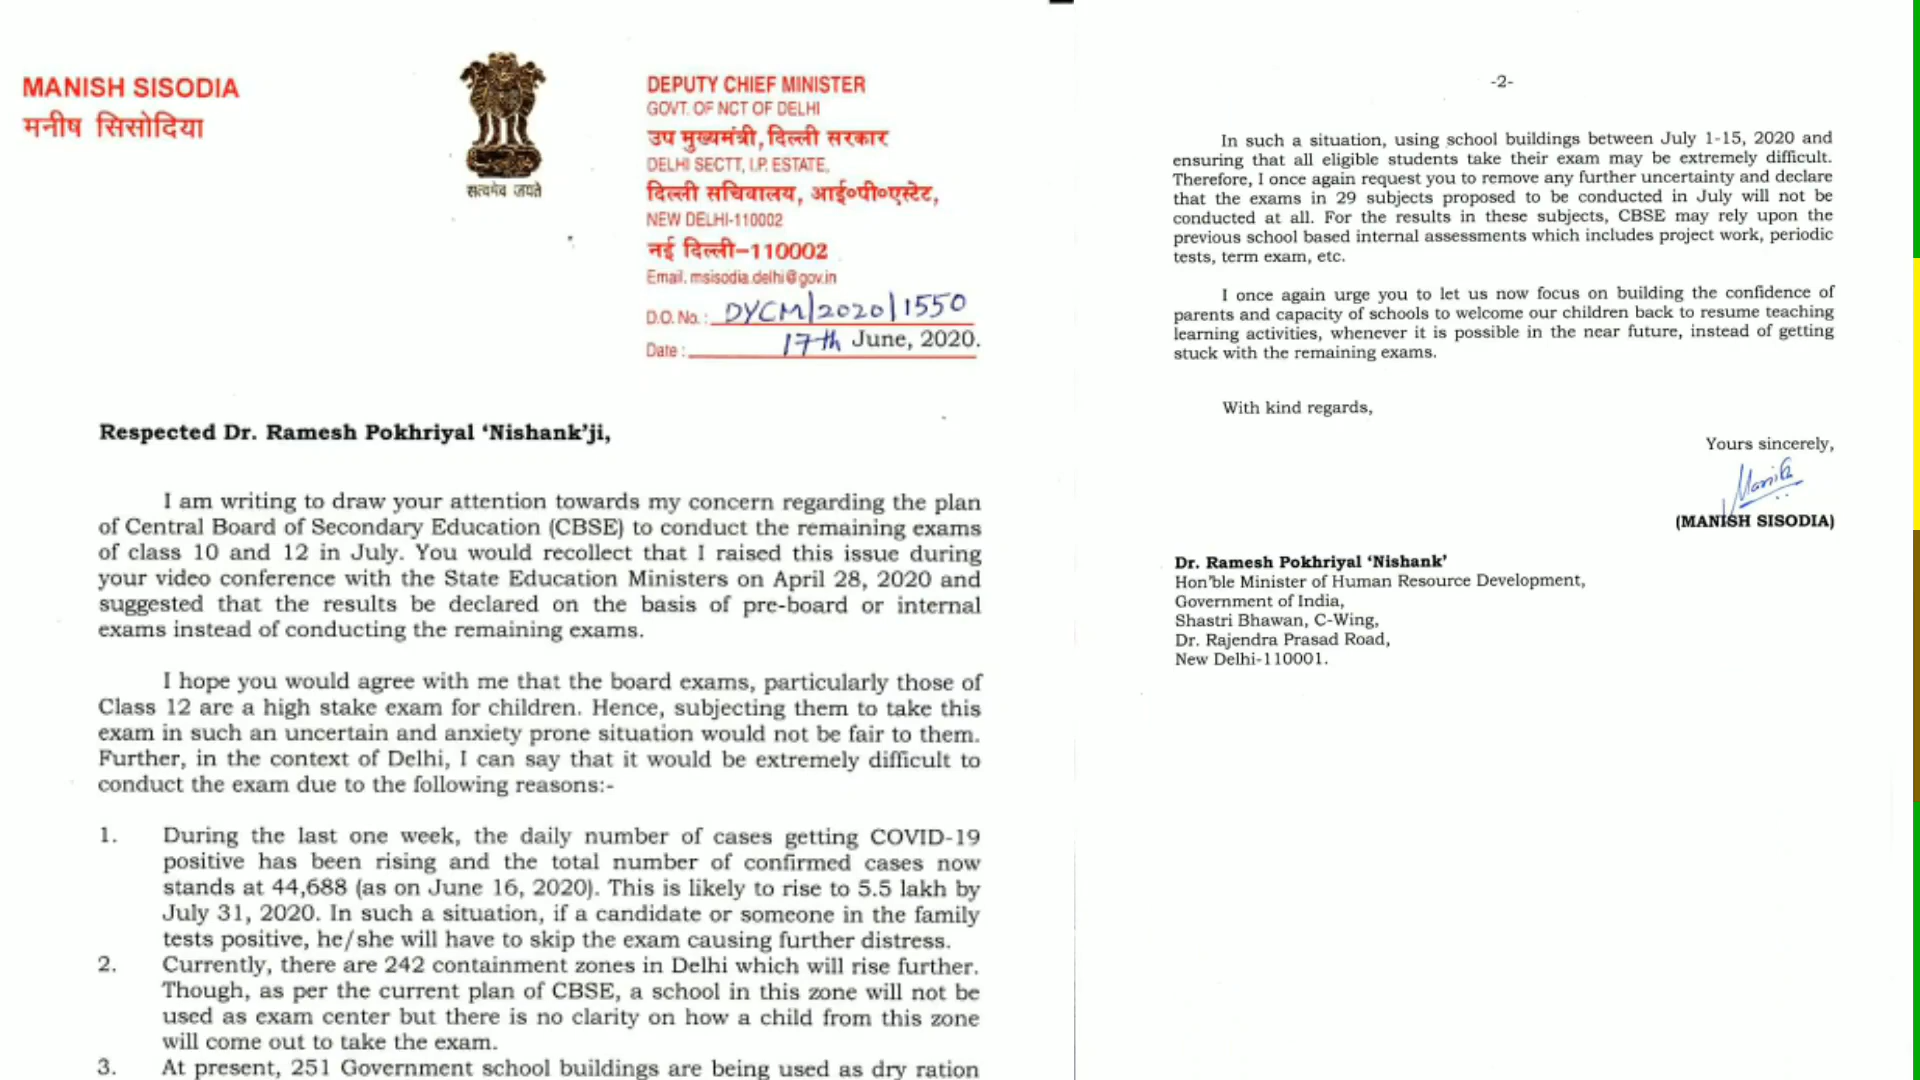 MANISH SISODIA
मनीष सिसोदिया
सत्यमेव जयते
DEPUTY CHIEF MINISTER
GOVT. OF NCT OF DELHI
उप मुख्यमंत्री, दिल्ली सरकार
DELHI SECTT, I.P. ESTATE,
दिल्ली सचिवालय, आई०पी०एस्टेट,
NEW DELHI-110002
नई दिल्ली-110002
Email. msisodia.delhi@gov.in
D.O. No. : DYCM/2020/1550
Date : 17th June, 2020.
Respected Dr. Ramesh Pokhriyal ‘Nishank’ji,
I am writing to draw your attention towards my concern regarding the plan
of Central Board of Secondary Education (CBSE) to conduct the remaining exams
of class 10 and 12 in July. You would recollect that I raised this issue during
your video conference with the State Education Ministers on April 28, 2020 and
suggested that the results be declared on the basis of pre-board or internal
exams instead of conducting the remaining exams.
I hope you would agree with me that the board exams, particularly those of
Class 12 are a high stake exam for children. Hence, subjecting them to take this
exam in such an uncertain and anxiety prone situation would not be fair to them.
Further, in the context of Delhi, I can say that it would be extremely difficult to
conduct the exam due to the following reasons:-
1. During the last one week, the daily number of cases getting COVID-19
positive has been rising and the total number of confirmed cases now
stands at 44,688 (as on June 16, 2020). This is likely to rise to 5.5 lakh by
July 31, 2020. In such a situation, if a candidate or someone in the family
tests positive, he/she will have to skip the exam causing further distress.
2. Currently, there are 242 containment zones in Delhi which will rise further.
Though, as per the current plan of CBSE, a school in this zone will not be
used as exam center but there is no clarity on how a child from this zone
will come out to take the exam.
3. At present, 251 Government school buildings are being used as dry ration
-2-
In such a situation, using school buildings between July 1-15, 2020 and
ensuring that all eligible students take their exam may be extremely difficult.
Therefore, I once again request you to remove any further uncertainty and declare
that the exams in 29 subjects proposed to be conducted in July will not be
conducted at all. For the results in these subjects, CBSE may rely upon the
previous school based internal assessments which includes project work, periodic
tests, term exam, etc.
I once again urge you to let us now focus on building the confidence of
parents and capacity of schools to welcome our children back to resume teaching
learning activities, whenever it is possible in the near future, instead of getting
stuck with the remaining exams.
With kind regards,
Yours sincerely,
Manish
(MANISH SISODIA)
Dr. Ramesh Pokhriyal ‘Nishank’
Hon’ble Minister of Human Resource Development,
Government of India,
Shastri Bhawan, C-Wing,
Dr. Rajendra Prasad Road,
New Delhi-110001.